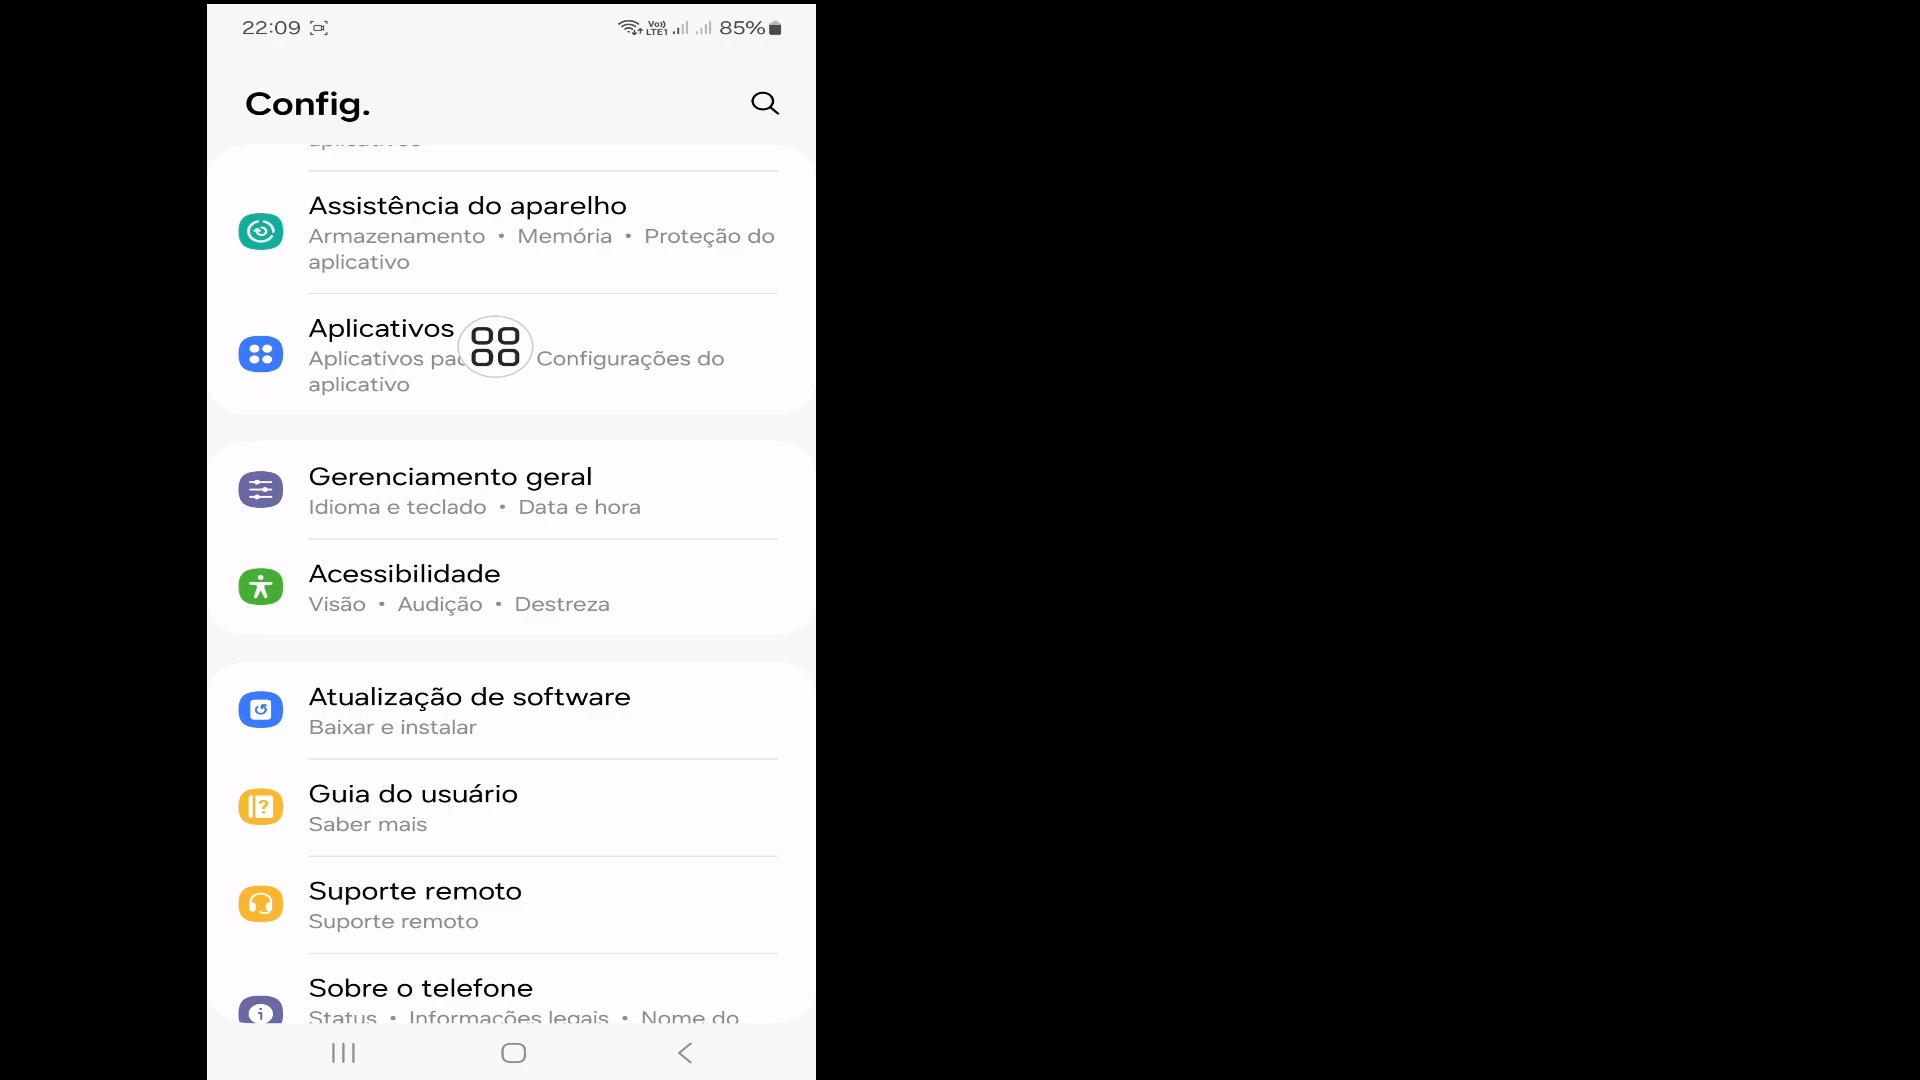 22:09
Vo))
LTE1
85%
Config.
Assistência do aparelho
Armazenamento • Memória • Proteção do
aplicativo
Aplicativos
Aplicativos Configurações do
aplicativo
Gerenciamento geral
Idioma e teclado • Data e hora
Acessibilidade
Visão • Audição • Destreza
Atualização de software
Baixar e instalar
Guia do usuário
Saber mais
Suporte remoto
Suporte remoto
Sobre o telefone
Status • Informações legais • Nome do